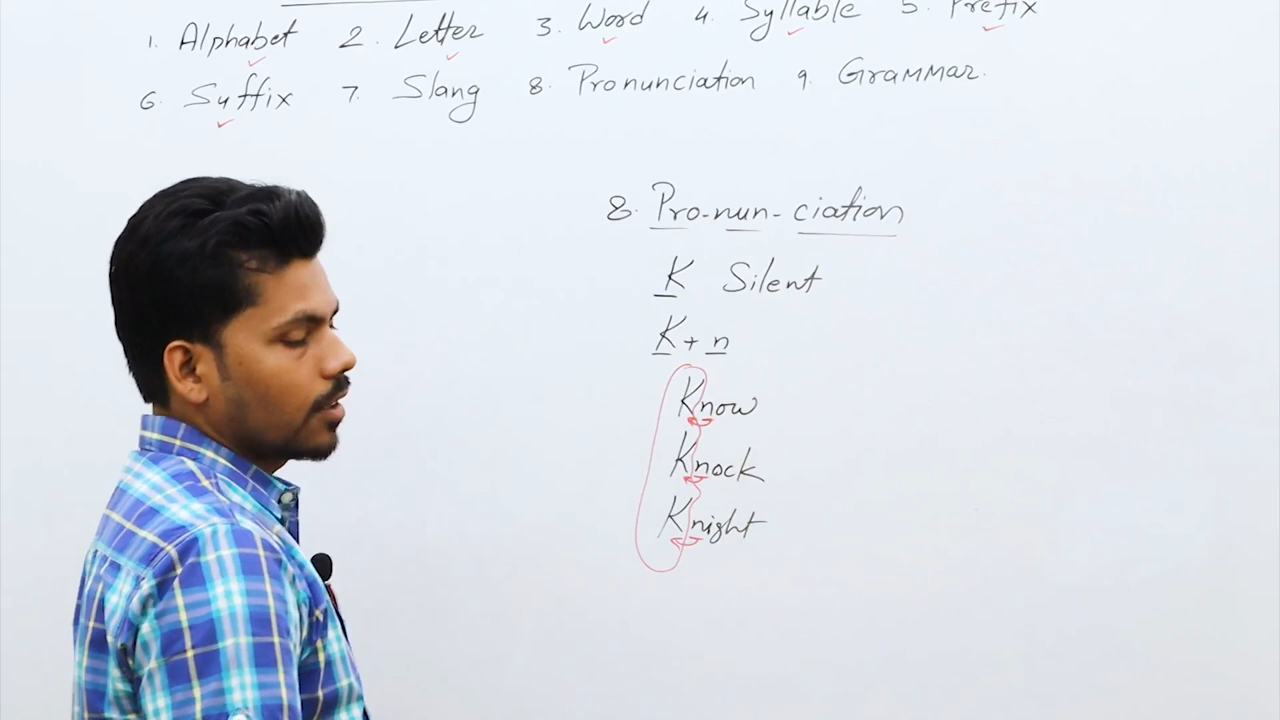 1. Alphabet 2. Letter 3. Word 4. Syllable 5. Prefix
6. Suffix 7. Slang 8. Pronunciation 9. Grammar.
8. Pro-nun-ciation
K Silent
K+n
Know
Knock
Knight